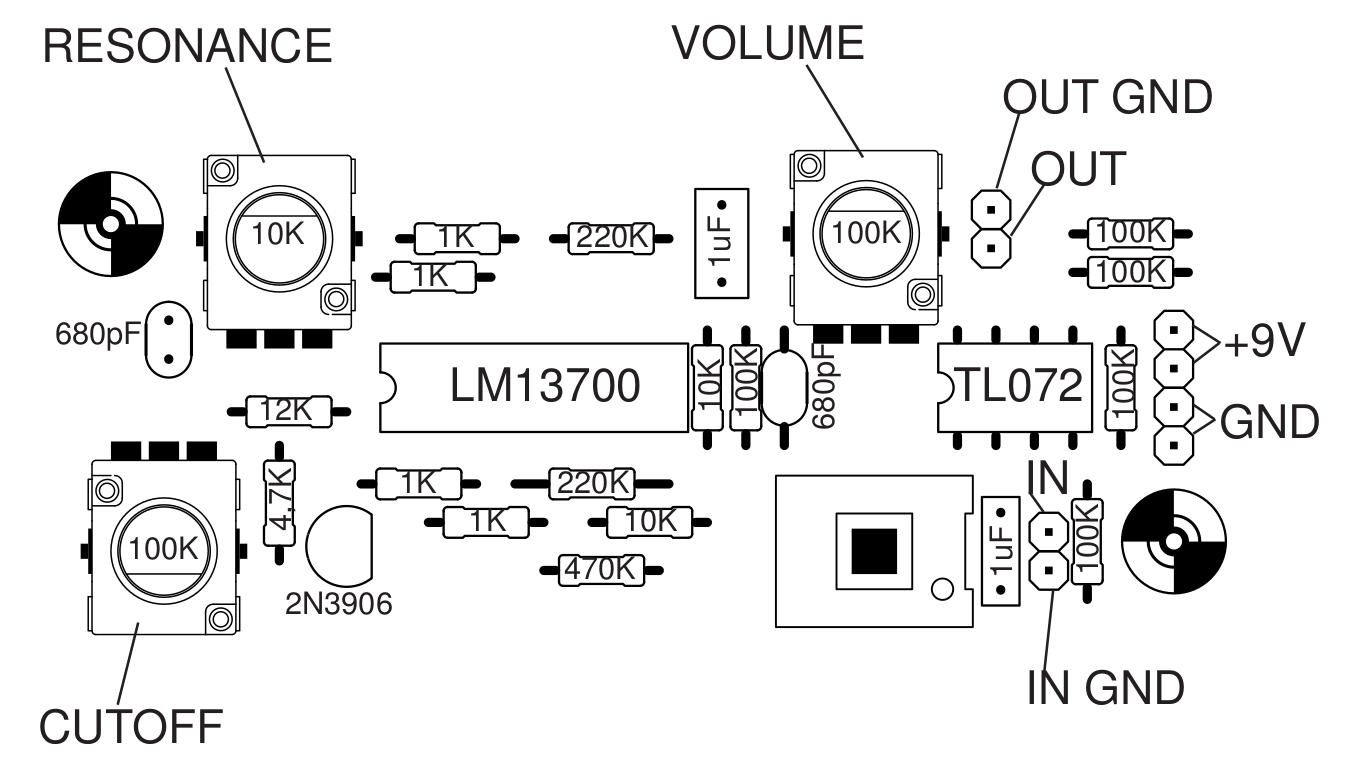 RESONANCE
VOLUME
OUT GND
OUT
10K
1K
220K
1uF
100K
100K
1K
100K
680pF
+9V
LM13700
10K
100K
680pF
TL072
100K
12K
GND
4.7K
1K
220K
IN
100K
1K
10K
1uF
100K
470K
2N3906
IN GND
CUTOFF